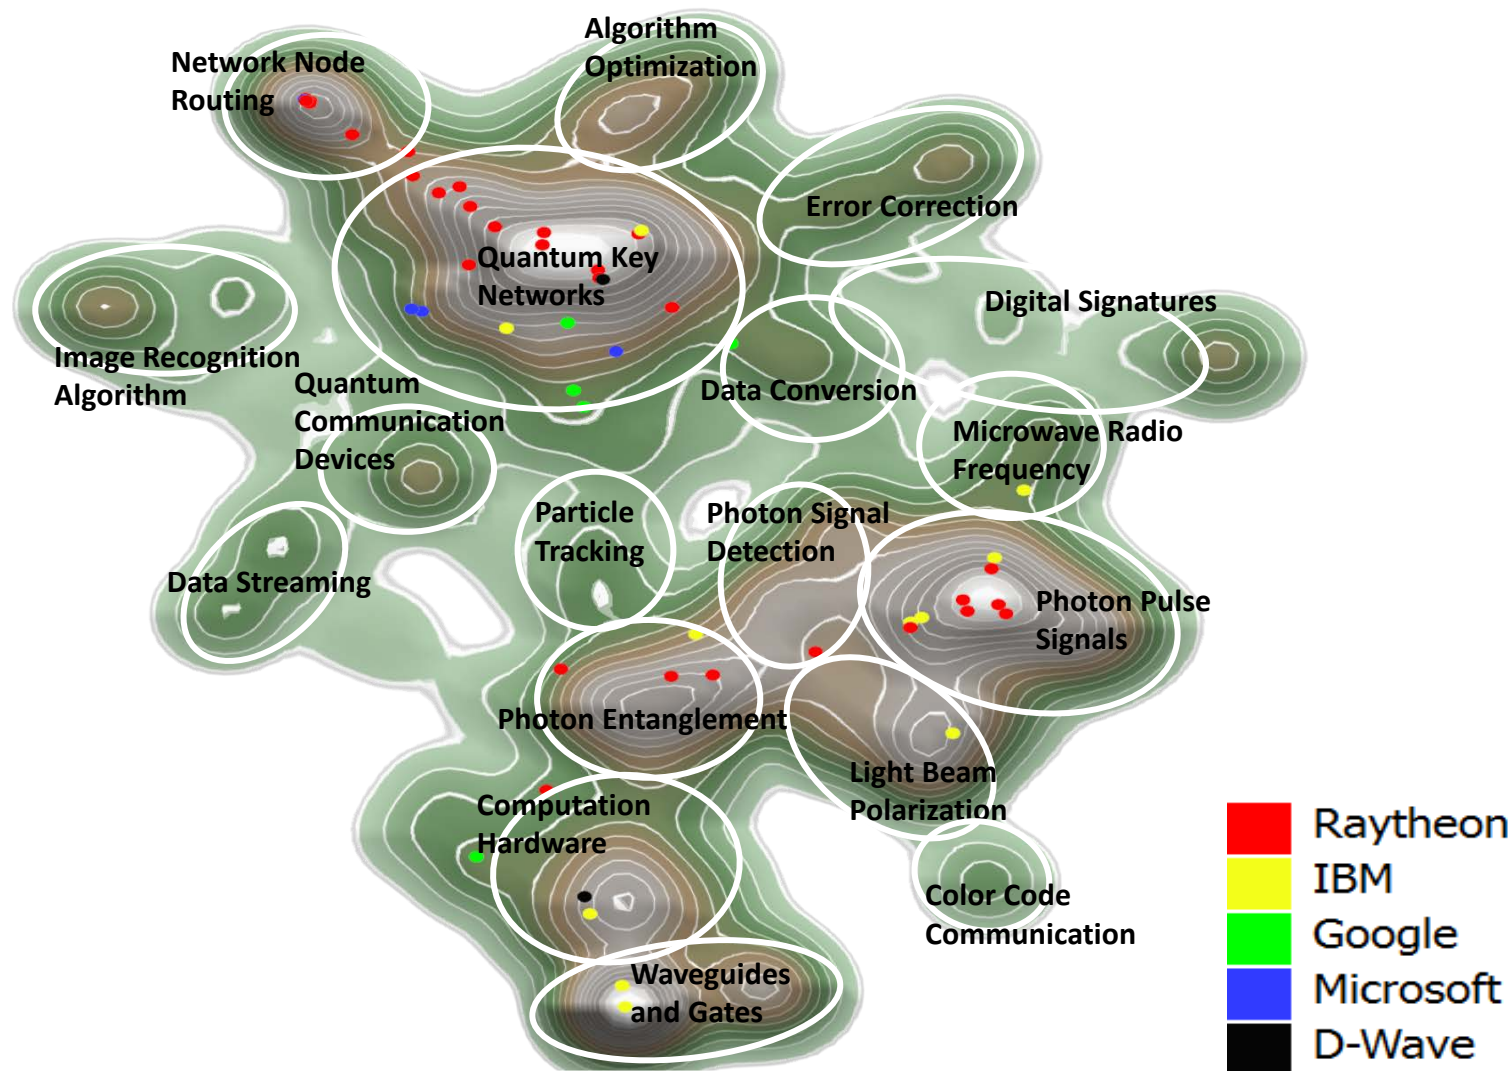 Algorithm
Optimization
Network Node
Routing
Error Correction
Quantum Key
Networks
Digital Signatures
Image Recognition
Algorithm
Quantum
Communication
Devices
Data Conversion
Microwave Radio
Frequency
Particle
Tracking
Photon Signal
Detection
Data Streaming
Photon Pulse
Signals
Photon Entanglement
Light Beam
Polarization
Computation
Hardware
Color Code
Communication
Waveguides
and Gates
Raytheon
IBM
Google
Microsoft
D-Wave